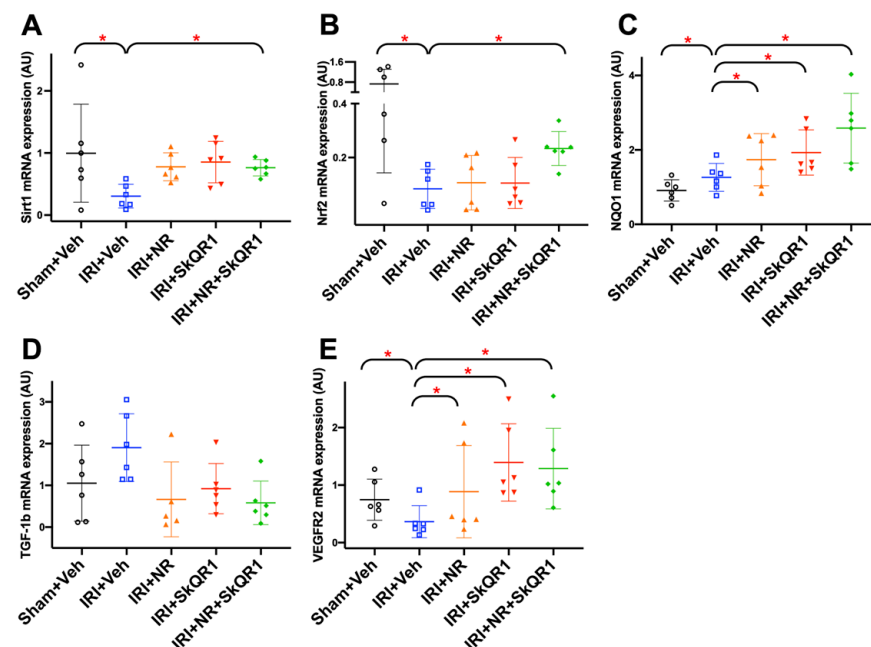 A
Sirt1 mRNA expression (AU)
2
1
0
* *
Sham+Veh
IRI+Veh
IRI+NR
IRI+SkQR1
IRI+NR+SkQR1
B
Nrf2 mRNA expression (AU)
1.6
0.8
0.4
0.2
* *
Sham+Veh
IRI+Veh
IRI+NR
IRI+SkQR1
IRI+NR+SkQR1
C
NQO1 mRNA expression (AU)
4
2
0
* *
*
*
Sham+Veh
IRI+Veh
IRI+NR
IRI+SkQR1
IRI+NR+SkQR1
D
TGF-1b mRNA expression (AU)
3
2
1
0
Sham+Veh
IRI+Veh
IRI+NR
IRI+SkQR1
IRI+NR+SkQR1
E
VEGFR2 mRNA expression (AU)
2
1
0
* *
*
*
Sham+Veh
IRI+Veh
IRI+NR
IRI+SkQR1
IRI+NR+SkQR1